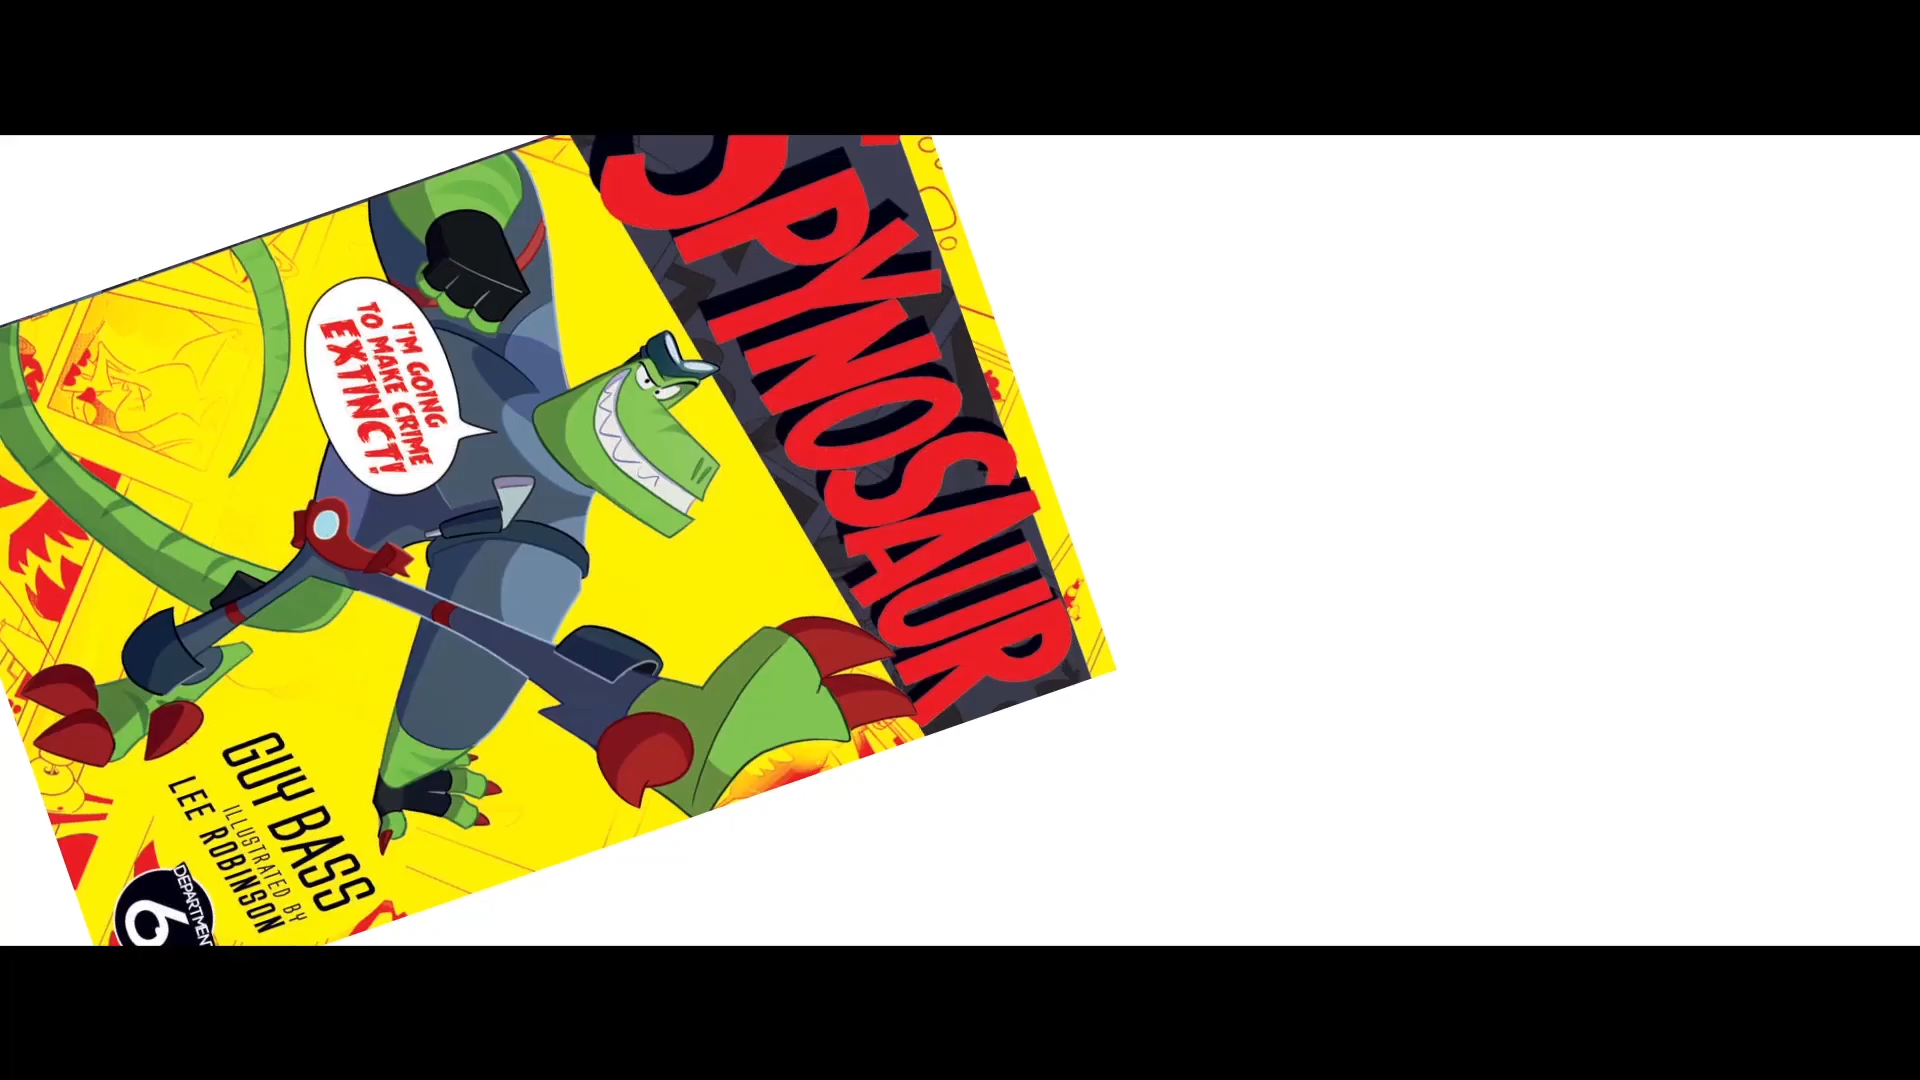 SPYNOSAUR
I'M GOING
TO MAKE CRIME
EXTINCT!
GUY BASS
ILLUSTRATED BY
LEE ROBINSON
DEPARTMENT
6